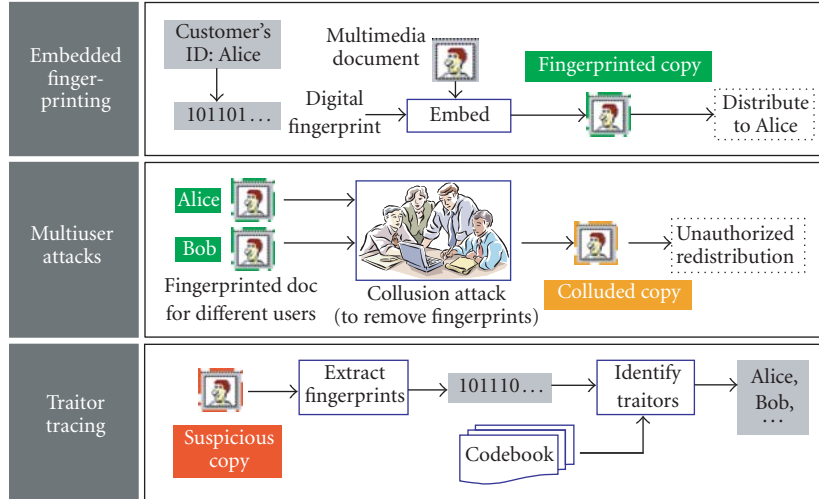 Embedded
finger-
printing
Customer's
ID: Alice
101101...
Digital
fingerprint
Multimedia
document
Embed
Fingerprinted copy
Distribute
to Alice
Multiuser
attacks
Alice
Bob
Fingerprinted doc
for different users
Collusion attack
(to remove fingerprints)
Colluded copy
Unauthorized
redistribution
Traitor
tracing
Suspicious
copy
Extract
fingerprints
101110...
Codebook
Identify
traitors
Alice,
Bob,
...